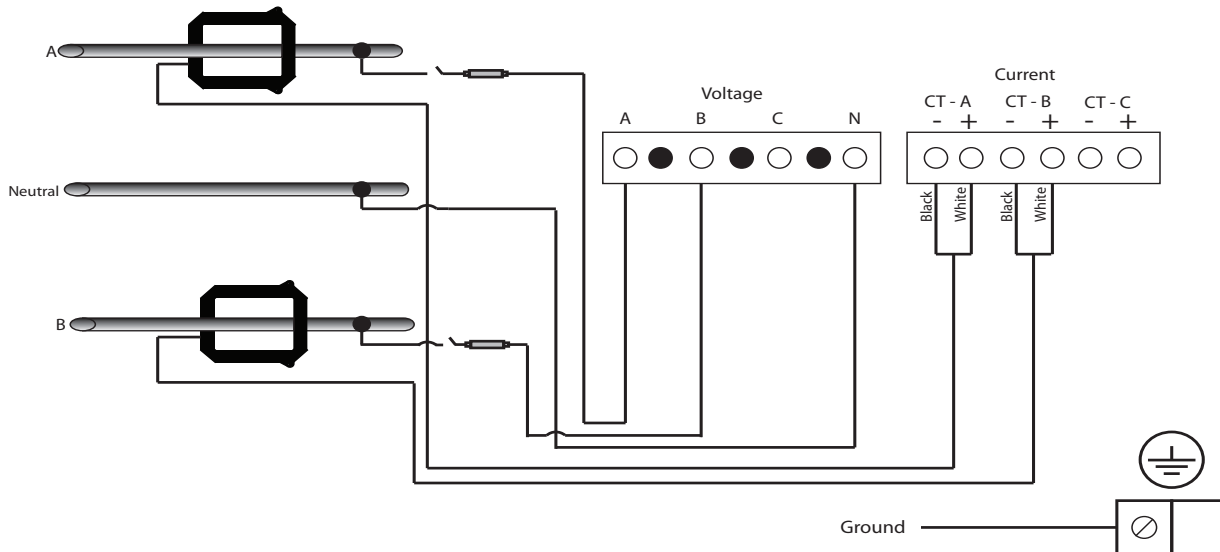 Current
Voltage
CT - A CT - B CT - C
- + - + - +
A B C N
A
Neutral
B
Black White Black White
Ground